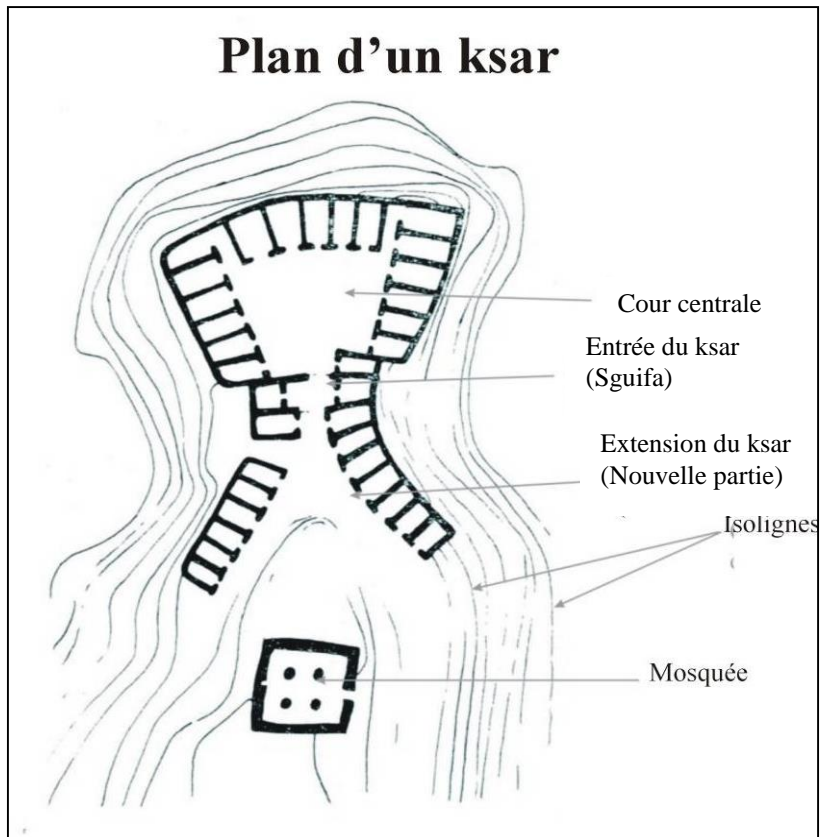 Plan d’un ksar
Cour centrale
Entrée du ksar
(Sguifa)
Extension du ksar
(Nouvelle partie)
Isolignes
Mosquée